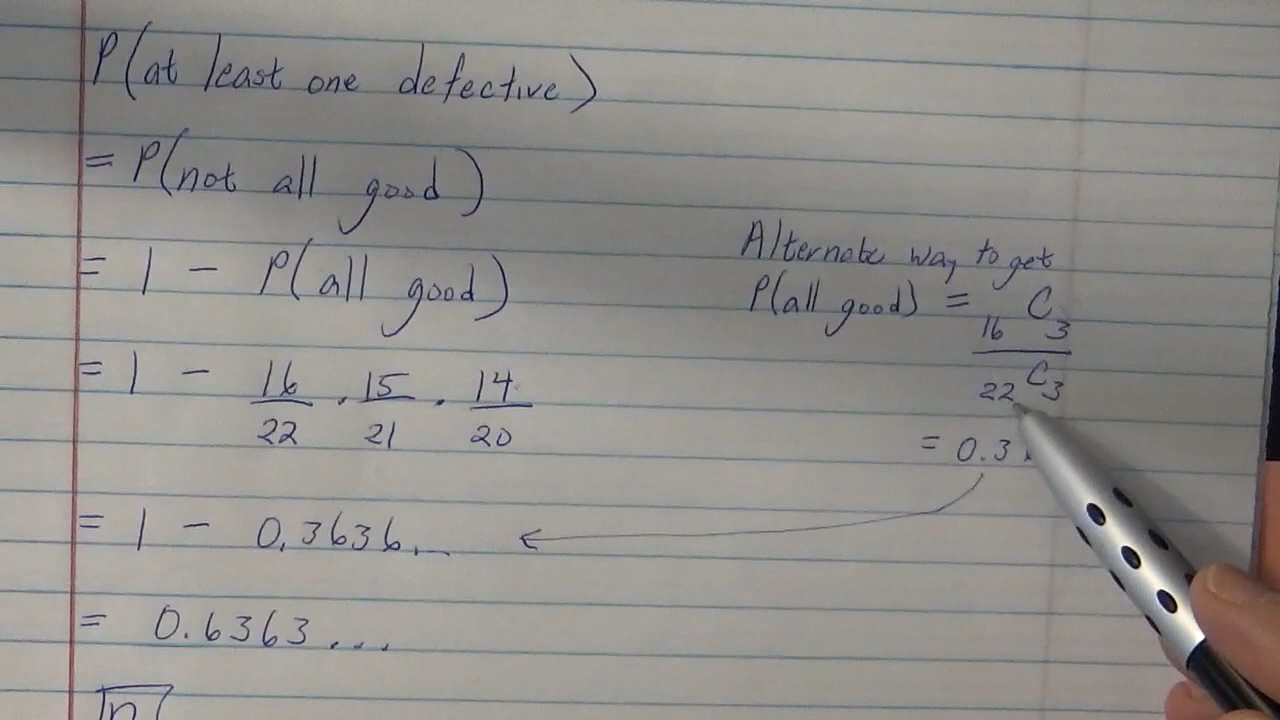 P(at least one defective)
= P(not all good)
= 1 - P(all good)
= 1 - 16/22 . 15/21 . 14/20
= 1 - 0.3636...
= 0.6363...
Alternate way to get
P(all good) = 16C3 / 22C3
= 0.3